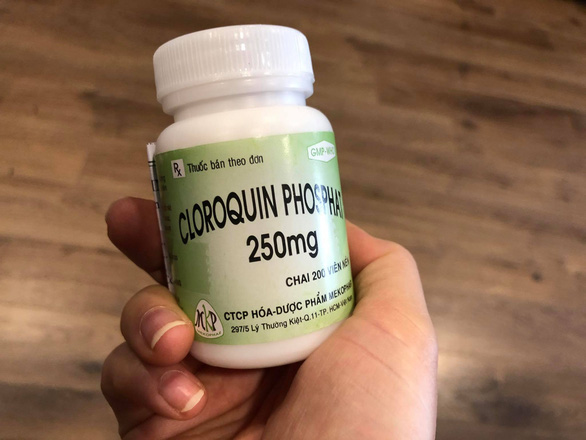 Rx Thuốc bán theo đơn
GMP-WHO
CLOROQUIN PHOSPHAT
250mg
CHAI 200 VIÊN NÉN
MKP
CTCP HÓA-DƯỢC PHẨM MEKOPHAR
297/5 Lý Thường Kiệt-Q.11-TP. HCM-Việt Nam